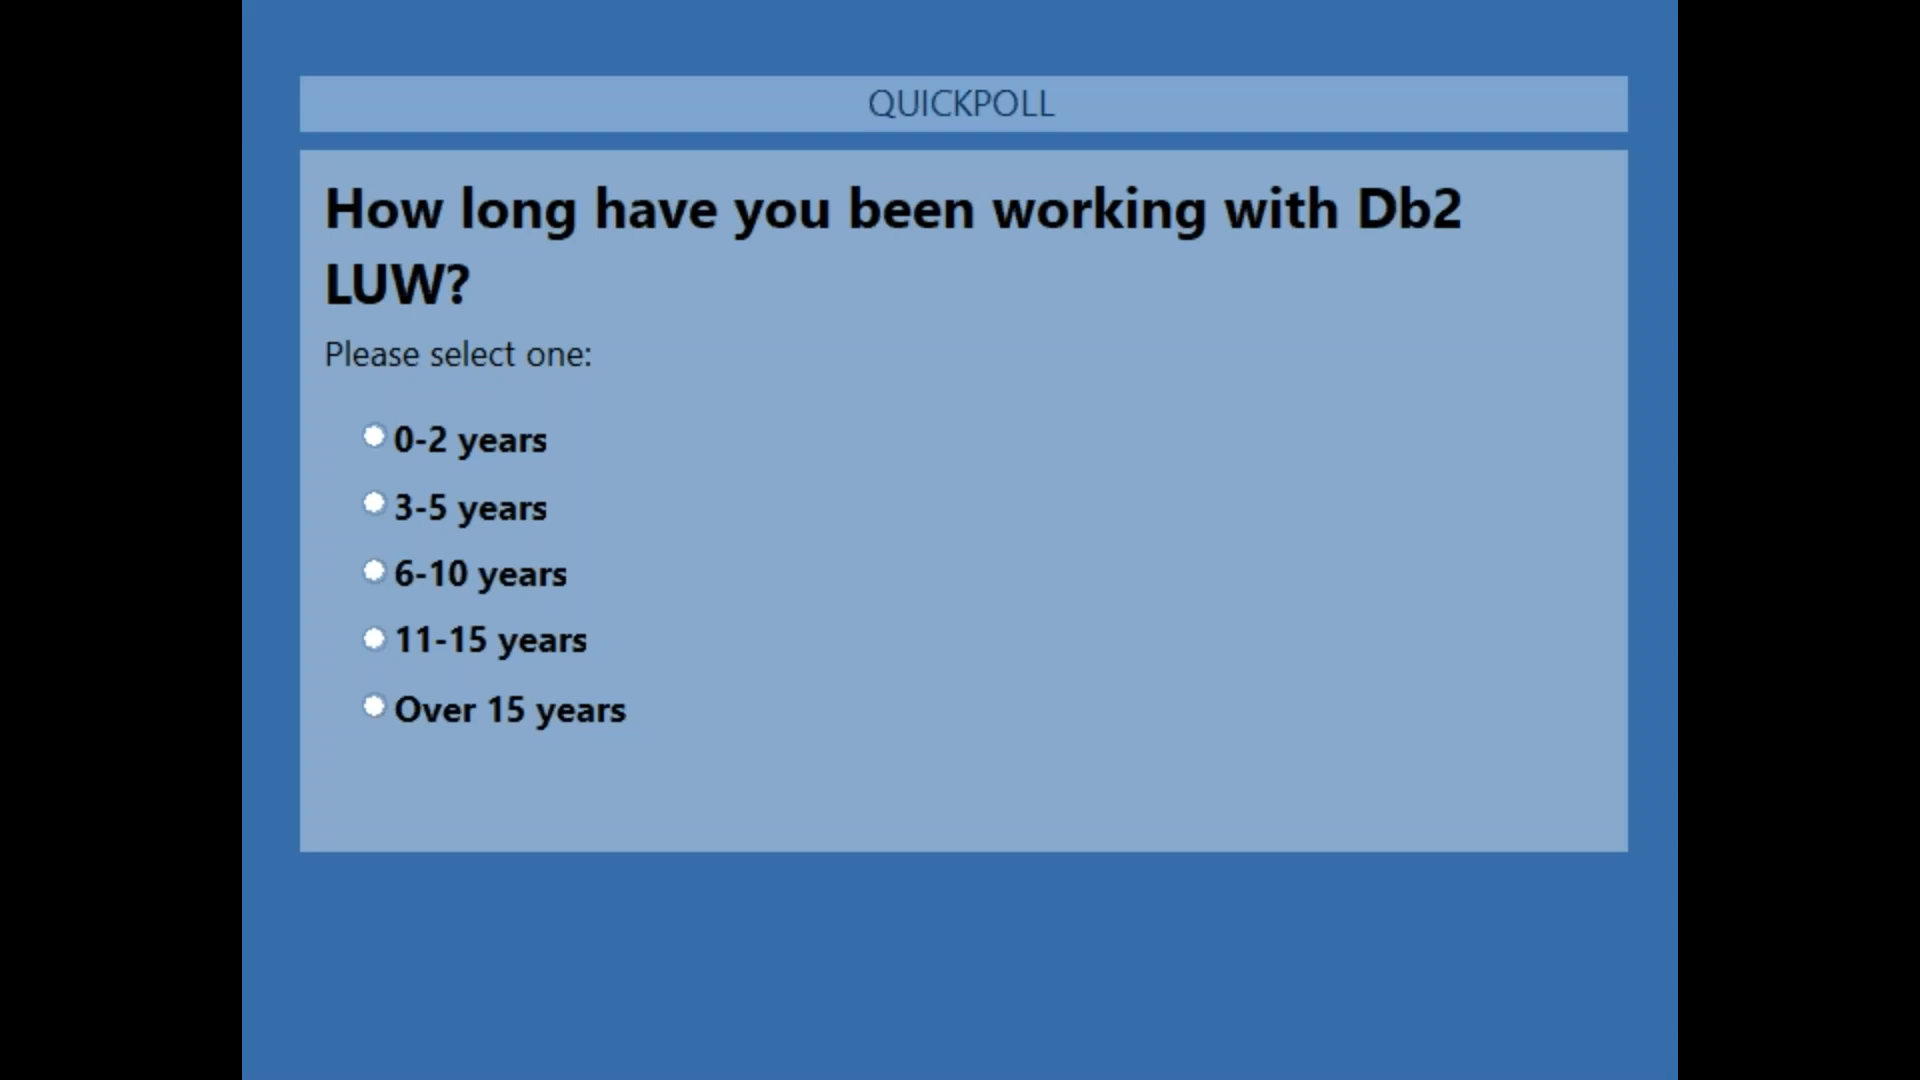 QUICKPOLL
How long have you been working with Db2
LUW?
Please select one:
0-2 years
3-5 years
6-10 years
11-15 years
Over 15 years